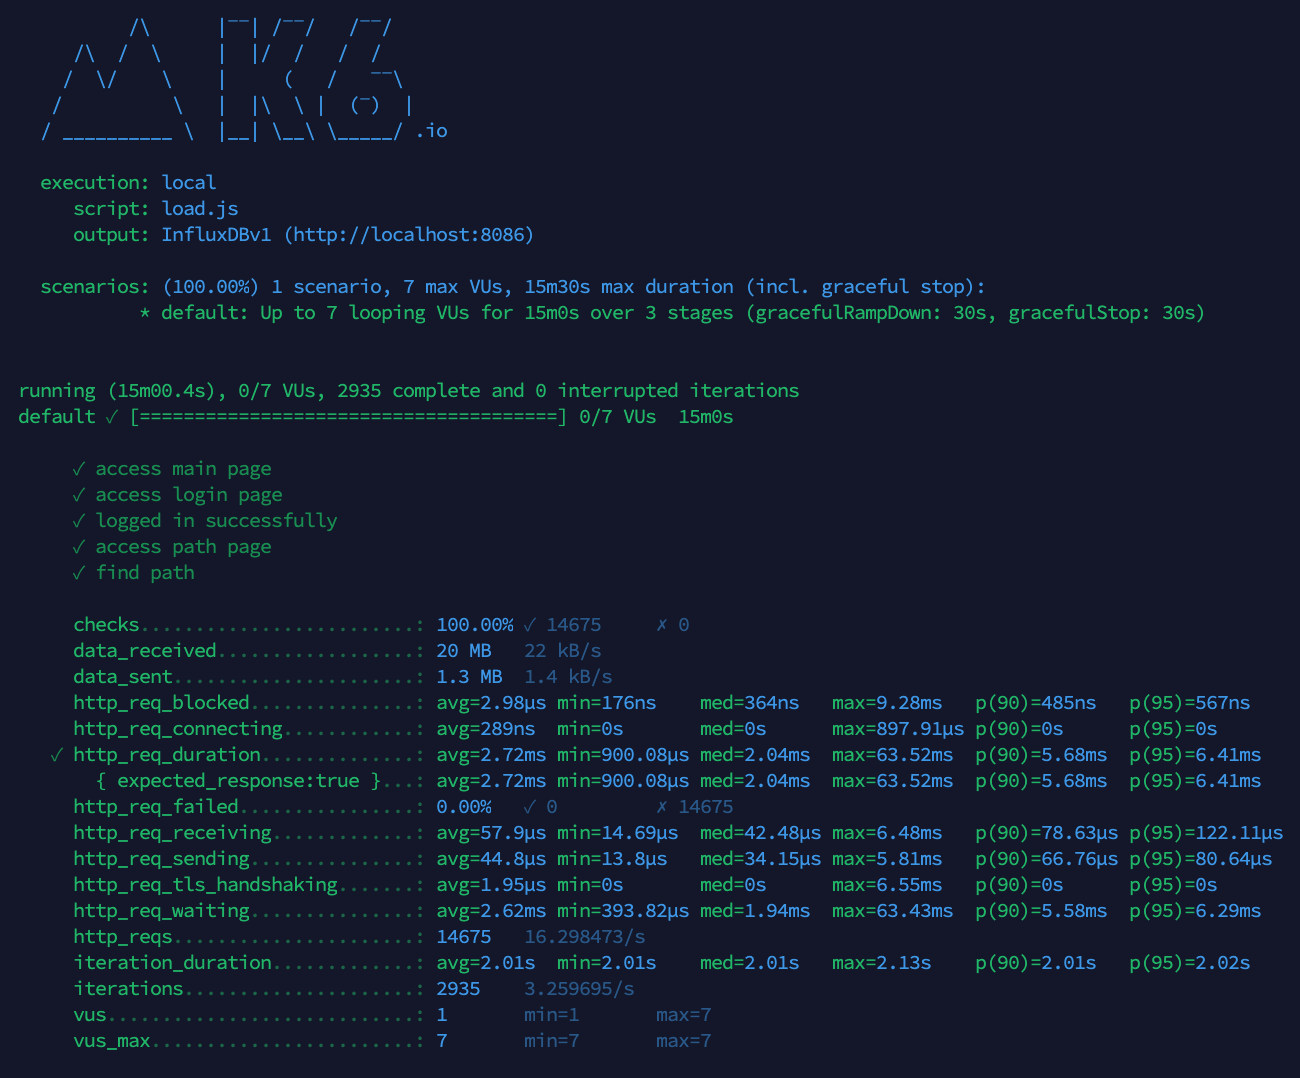 /\      |‾‾| /‾‾/   /‾‾/
/\  /  \     |  |/  /   /  /
/  \/    \    |     (   /   ‾‾\
/          \   |  |\  \ |  (‾)  |
/ __________ \  |__| \__\ \_____/ .io
execution: local
script: load.js
output: InfluxDBv1 (http://localhost:8086)
scenarios: (100.00%) 1 scenario, 7 max VUs, 15m30s max duration (incl. graceful stop):
* default: Up to 7 looping VUs for 15m0s over 3 stages (gracefulRampDown: 30s, gracefulStop: 30s)
running (15m00.4s), 0/7 VUs, 2935 complete and 0 interrupted iterations
default ✓ [======================================] 0/7 VUs  15m0s
✓ access main page
✓ access login page
✓ logged in successfully
✓ access path page
✓ find path
checks.........................: 100.00% ✓ 14675     ✗ 0
data_received..................: 20 MB   22 kB/s
data_sent......................: 1.3 MB  1.4 kB/s
http_req_blocked...............: avg=2.98µs min=176ns    med=364ns   max=9.28ms   p(90)=485ns   p(95)=567ns
http_req_connecting............: avg=289ns  min=0s       med=0s      max=897.91µs p(90)=0s      p(95)=0s
✓ http_req_duration..............: avg=2.72ms min=900.08µs med=2.04ms  max=63.52ms  p(90)=5.68ms  p(95)=6.41ms
{ expected_response:true }...: avg=2.72ms min=900.08µs med=2.04ms  max=63.52ms  p(90)=5.68ms  p(95)=6.41ms
http_req_failed................: 0.00%   ✓ 0         ✗ 14675
http_req_receiving.............: avg=57.9µs min=14.69µs  med=42.48µs max=6.48ms   p(90)=78.63µs p(95)=122.11µs
http_req_sending...............: avg=44.8µs min=13.8µs   med=34.15µs max=5.81ms   p(90)=66.76µs p(95)=80.64µs
http_req_tls_handshaking.......: avg=1.95µs min=0s       med=0s      max=6.55ms   p(90)=0s      p(95)=0s
http_req_waiting...............: avg=2.62ms min=393.82µs med=1.94ms  max=63.43ms  p(90)=5.58ms  p(95)=6.29ms
http_reqs......................: 14675   16.298473/s
iteration_duration.............: avg=2.01s  min=2.01s    med=2.01s   max=2.13s    p(90)=2.01s   p(95)=2.02s
iterations.....................: 2935    3.259695/s
vus............................: 1       min=1       max=7
vus_max........................: 7       min=7       max=7